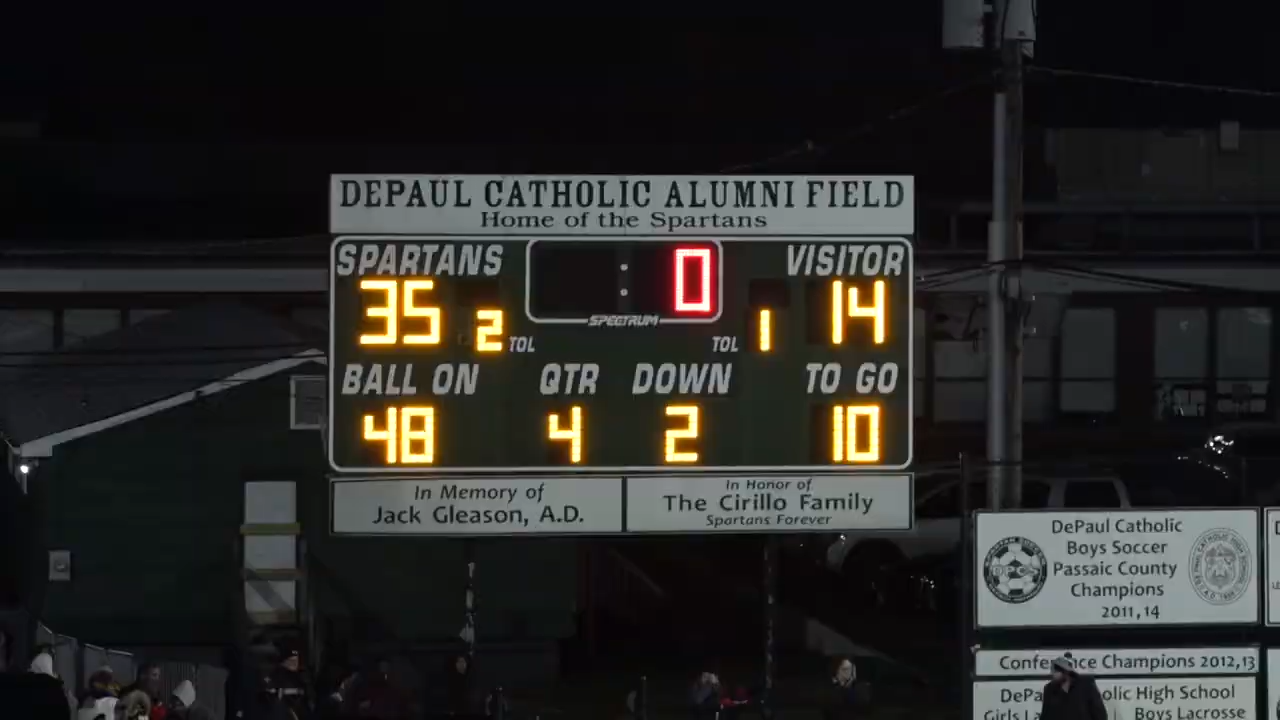 DEPAUL CATHOLIC ALUMNI FIELD
Home of the Spartans
SPARTANS
VISITOR
: 0
35
2
TOL
SPECTRUM
TOL
1
14
BALL ON
QTR
DOWN
TO GO
48
4
2
10
In Memory of
Jack Gleason, A.D.
In Honor of
The Cirillo Family
Spartans Forever
DePaul Catholic
Boys Soccer
Passaic County
Champions
2011, 14
Conference Champions 2012,13
High School
Boys Lacrosse